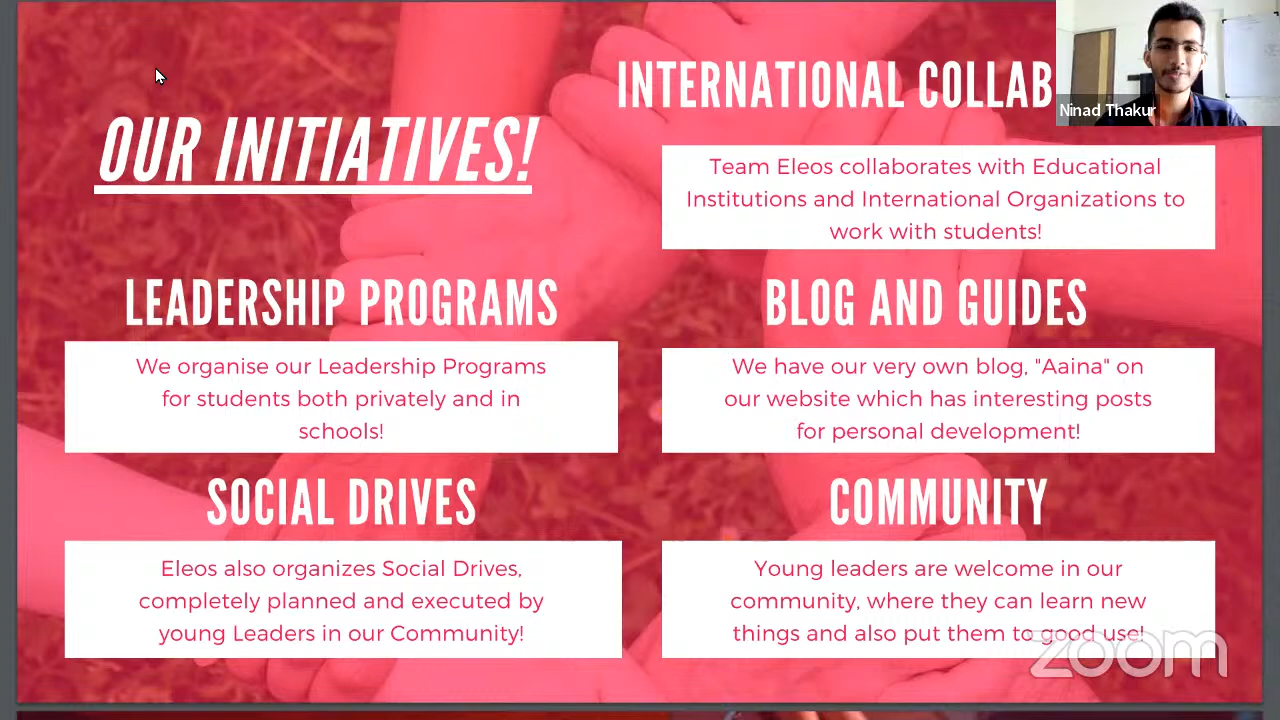 OUR INITIATIVES!
INTERNATIONAL COLLAB
Ninad Thakur
Team Eleos collaborates with Educational
Institutions and International Organizations to
work with students!
LEADERSHIP PROGRAMS
We organise our Leadership Programs
for students both privately and in
schools!
BLOG AND GUIDES
We have our very own blog, "Aaina" on
our website which has interesting posts
for personal development!
SOCIAL DRIVES
Eleos also organizes Social Drives,
completely planned and executed by
young Leaders in our Community!
COMMUNITY
Young leaders are welcome in our
community, where they can learn new
things and also put them to good use!
zoom